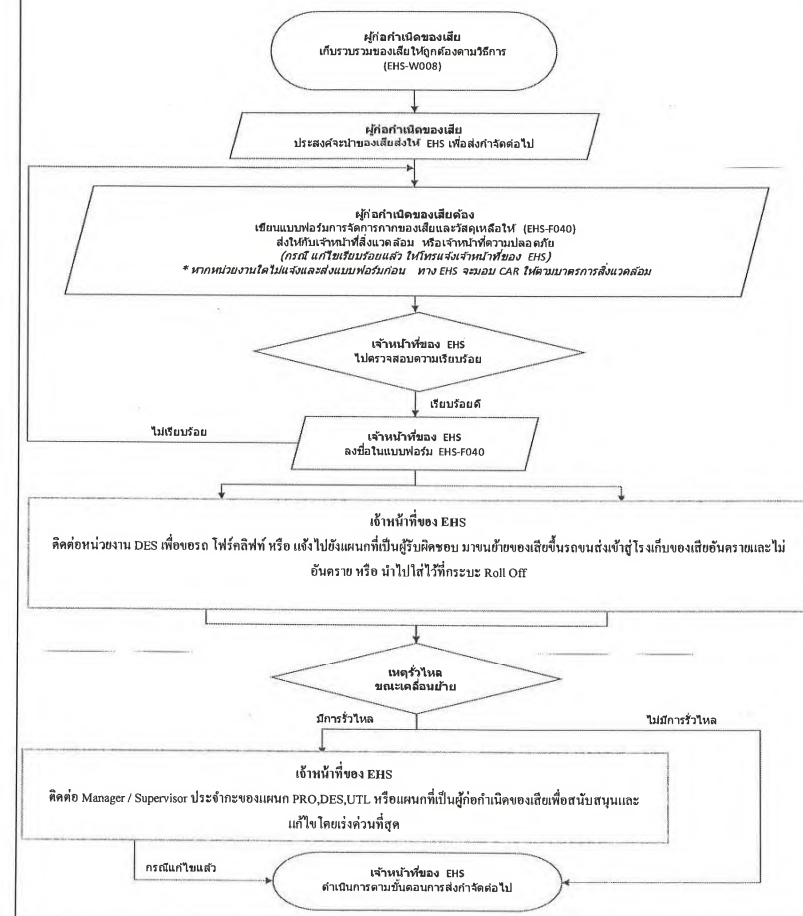 ผู้ก่อกำเนิดของเสีย
เก็บรวบรวมของเสียให้ถูกต้องตามวิธีการ
(EHS-W008)
ผู้ก่อกำเนิดของเสีย
ประสงค์จะนำของเสียส่งให้ EHS เพื่อส่งกำจัดต่อไป
ผู้ก่อกำเนิดของเสียต้อง
เขียนแบบฟอร์มการจัดการกากของเสียและวัสดุเหลือใช้ (EHS-F040)
ส่งให้กับเจ้าหน้าที่สิ่งแวดล้อม หรือเจ้าหน้าที่ความปลอดภัย
(กรณี แก้ไขเรียบร้อยแล้ว ให้โทรแจ้งเจ้าหน้าที่ของ EHS)
* หากหน่วยงานใดไม่แจ้งและส่งแบบฟอร์มก่อน ทาง EHS จะมอบ CAR ให้ตามมาตรการสิ่งแวดล้อม
เจ้าหน้าที่ของ EHS
ไปตรวจสอบความเรียบร้อย
เรียบร้อยดี
ไม่เรียบร้อย
เจ้าหน้าที่ของ EHS
ลงชื่อในแบบฟอร์ม EHS-F040
เจ้าหน้าที่ของ EHS
ติดต่อหน่วยงาน DES เพื่อขอรถ โฟร์คลิฟท์ หรือ แจ้งไปยังแผนกที่เป็นผู้รับผิดชอบ มาขนย้ายของเสียขึ้นรถขนส่งเข้าสู่โรงเก็บของเสียอันตรายและไม่
อันตราย หรือ นำไปใส่ไว้ที่กระบะ Roll Off
เหตุรั่วไหล
ขณะเคลื่อนย้าย
มีการรั่วไหล
ไม่มีการรั่วไหล
เจ้าหน้าที่ของ EHS
ติดต่อ Manager / Supervisor ประจำกะของแผนก PRO,DES,UTL หรือแผนกที่เป็นผู้ก่อกำเนิดของเสียเพื่อสนับสนุนและ
แก้ไขโดยเร่งด่วนที่สุด
กรณีแก้ไขแล้ว
เจ้าหน้าที่ของ EHS
ดำเนินการตามขั้นตอนการส่งกำจัดต่อไป